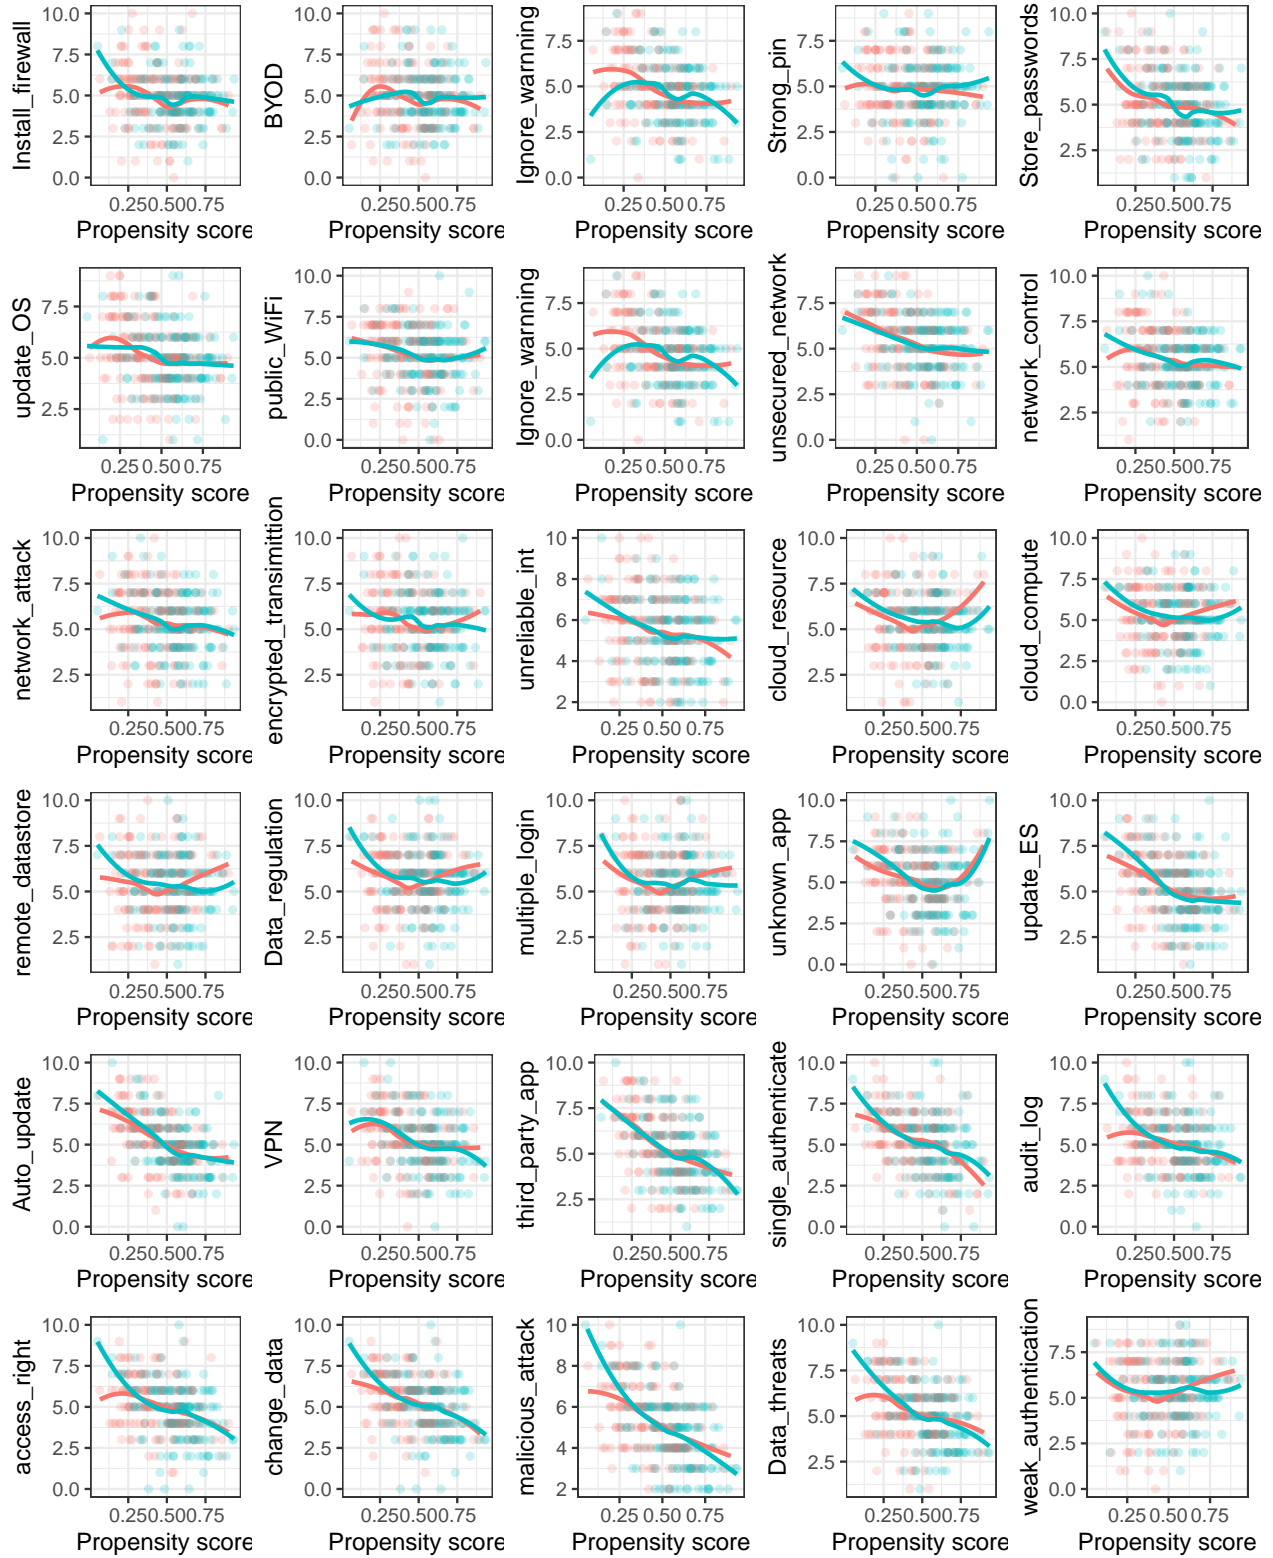 Install_firewall
10.0
7.5
5.0
2.5
0.0
0.250.500.75
Propensity score
BYOD
10.0
7.5
5.0
2.5
0.0
0.250.500.75
Propensity score
Ignore_warnning
7.5
5.0
2.5
0.0
0.25 0.50 0.75
Propensity score
Strong_pin
10.0
7.5
5.0
2.5
0.0
0.25 0.50 0.75
Propensity score
Store_passwords
10.0
7.5
5.0
2.5
0.250.500.75
Propensity score
update_OS
7.5
5.0
2.5
0.25 0.50 0.75
Propensity score
public_WiFi
10.0
7.5
5.0
2.5
0.0
0.250.500.75
Propensity score
Ignore_warnning
7.5
5.0
2.5
0.0
0.25 0.50 0.75
Propensity score
unsecured_network
7.5
5.0
2.5
0.0
0.25 0.50 0.75
Propensity score
network_control
10.0
7.5
5.0
2.5
0.250.500.75
Propensity score
network_attack
10.0
7.5
5.0
2.5
0.250.500.75
Propensity score
encrypted_transimittion
10.0
7.5
5.0
2.5
0.250.500.75
Propensity score
unreliable_int
10
8
6
4
2
0.25 0.50 0.75
Propensity score
cloud_resource
10.0
7.5
5.0
2.5
0.250.500.75
Propensity score
cloud_compute
10.0
7.5
5.0
2.5
0.0
0.250.500.75
Propensity score
remote_datastore
10.0
7.5
5.0
2.5
0.250.500.75
Propensity score
Data_regulation
10.0
7.5
5.0
2.5
0.250.500.75
Propensity score
multiple_login
10.0
7.5
5.0
2.5
0.250.500.75
Propensity score
unknown_app
10.0
7.5
5.0
2.5
0.0
0.250.500.75
Propensity score
update_ES
10.0
7.5
5.0
2.5
0.250.500.75
Propensity score
Auto_update
10.0
7.5
5.0
2.5
0.0
0.250.500.75
Propensity score
VPN
10.0
7.5
5.0
2.5
0.0
0.250.500.75
Propensity score
third_party_app
10.0
7.5
5.0
2.5
0.250.500.75
Propensity score
single_authenticate
10.0
7.5
5.0
2.5
0.0
0.250.500.75
Propensity score
audit_log
10.0
7.5
5.0
2.5
0.0
0.250.500.75
Propensity score
access_right
10.0
7.5
5.0
2.5
0.0
0.250.500.75
Propensity score
change_data
10.0
7.5
5.0
2.5
0.0
0.250.500.75
Propensity score
malicious_attack
10
8
6
4
2
0.25 0.50 0.75
Propensity score
Data_threats
10.0
7.5
5.0
2.5
0.250.500.75
Propensity score
weak_authentication
7.5
5.0
2.5
0.0
0.25 0.50 0.75
Propensity score